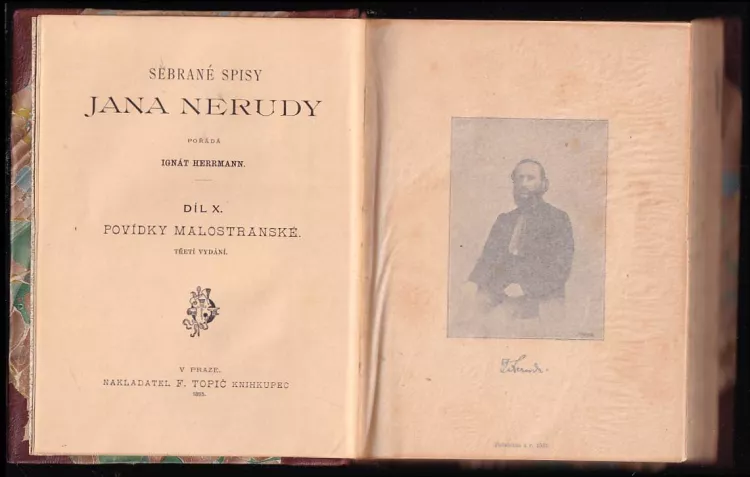 SEBRANÉ SPISY
JANA NERUDY
POŘÁDÁ
IGNÁT HERRMANN.
DÍL X.
POVÍDKY MALOSTRANSKÉ.
TŘETÍ VYDÁNÍ.
V PRAZE.
NAKLADATEL F. TOPIČ KNIHKUPEC